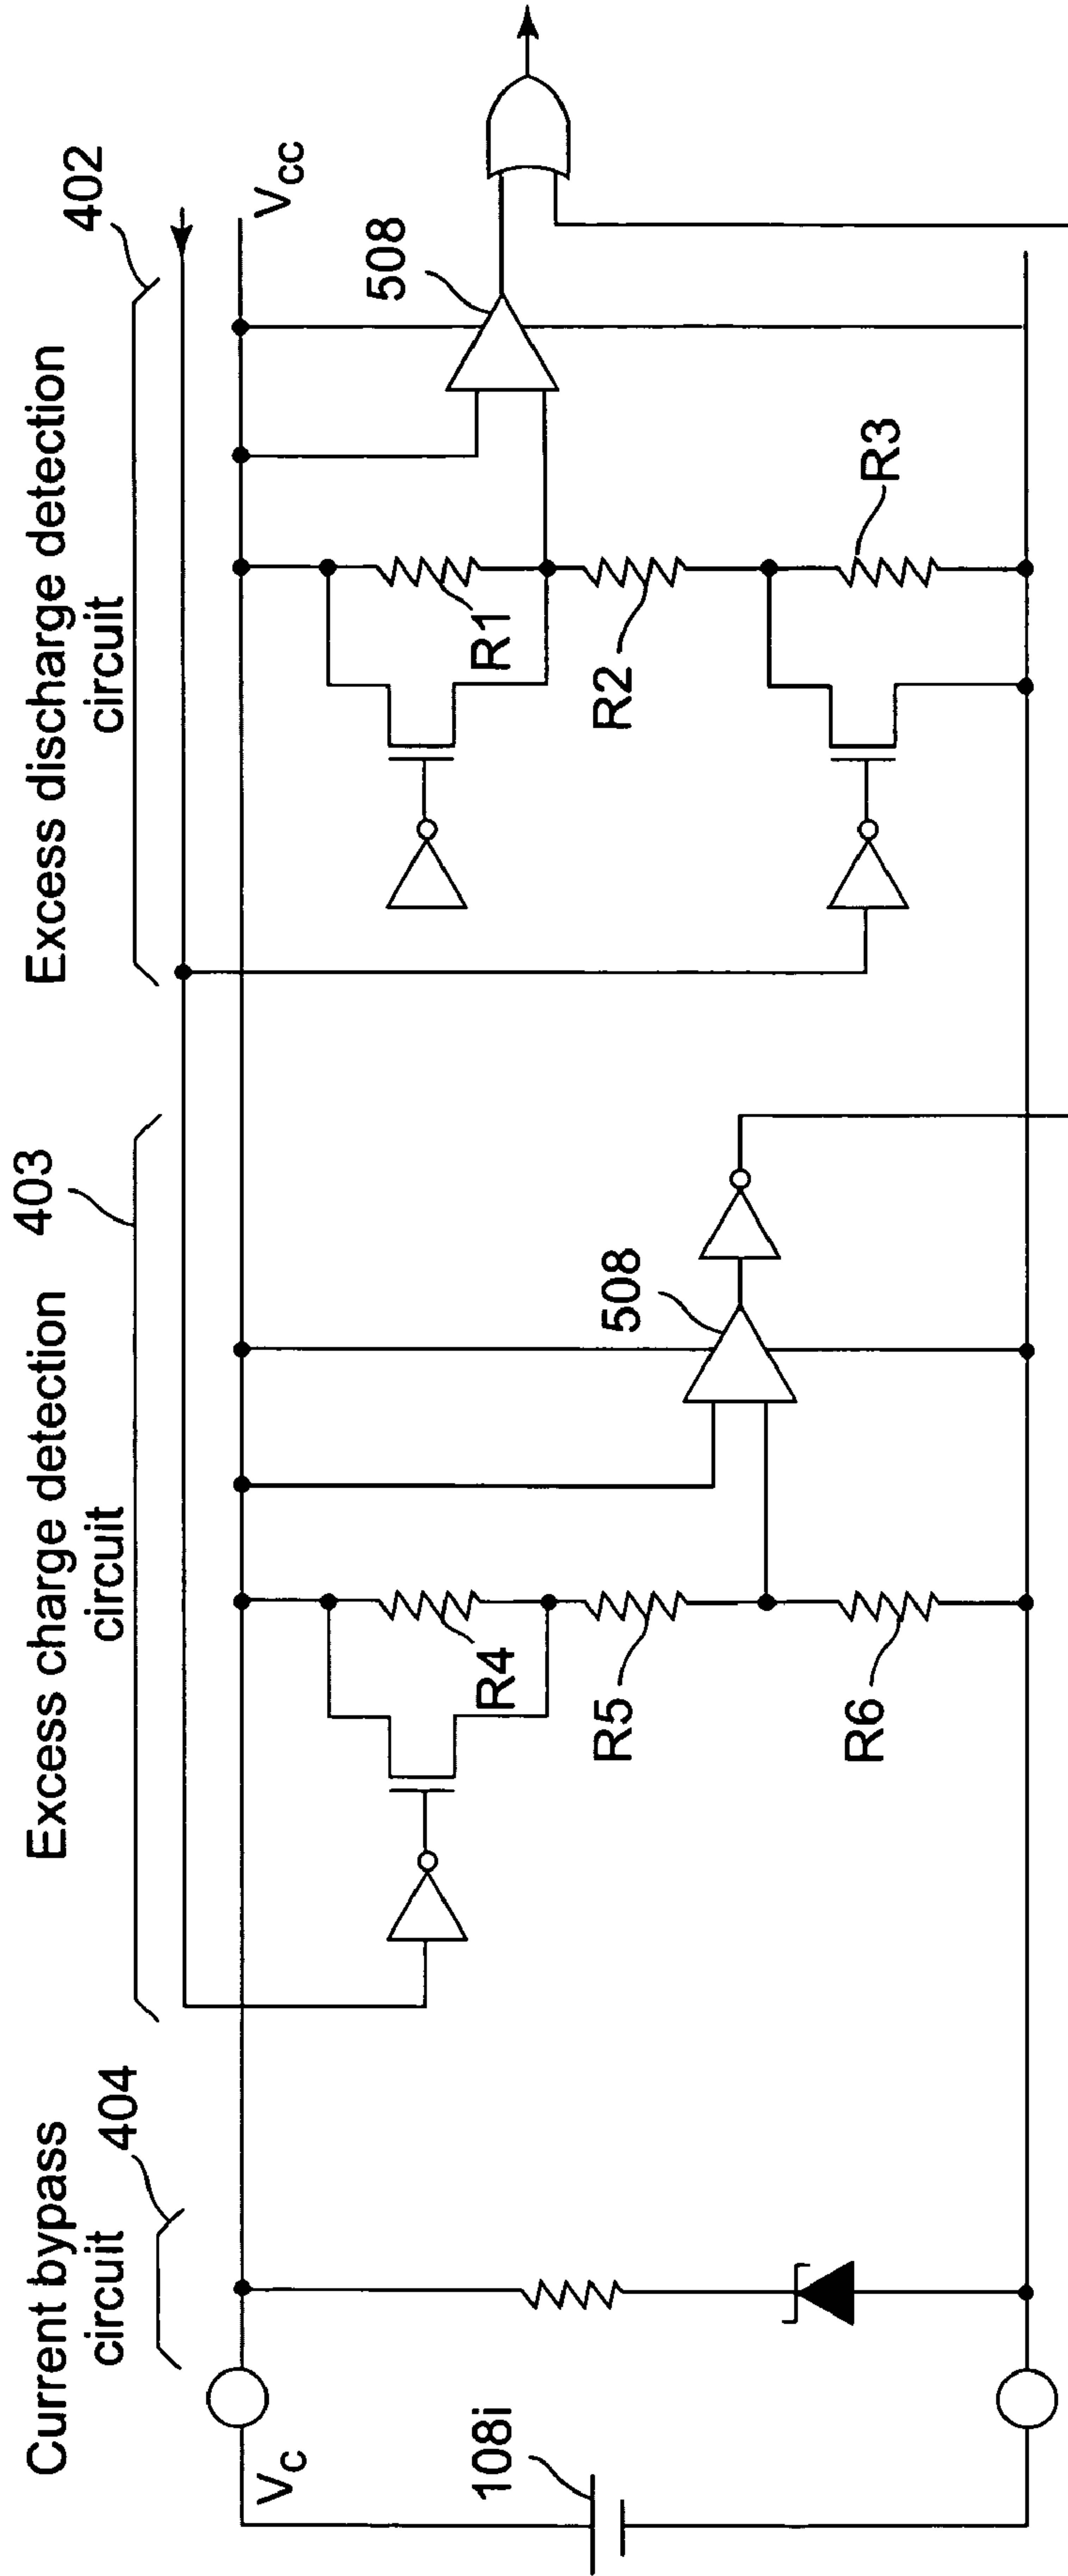 Current bypass
circuit
404
Excess charge detection
circuit
403
Excess discharge detection
circuit
402
VC
VCC
108i
R4
R5
R6
508
R1
R2
R3
508